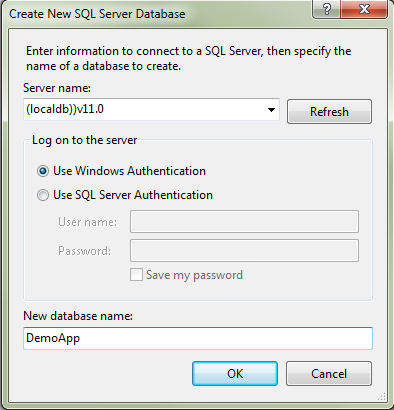 Create New SQL Server Database
Enter information to connect to a SQL Server, then specify the
name of a database to create.
Server name:
(localdb))v11.0
Refresh
Log on to the server
Use Windows Authentication
Use SQL Server Authentication
User name:
Password:
Save my password
New database name:
DemoApp
OK
Cancel